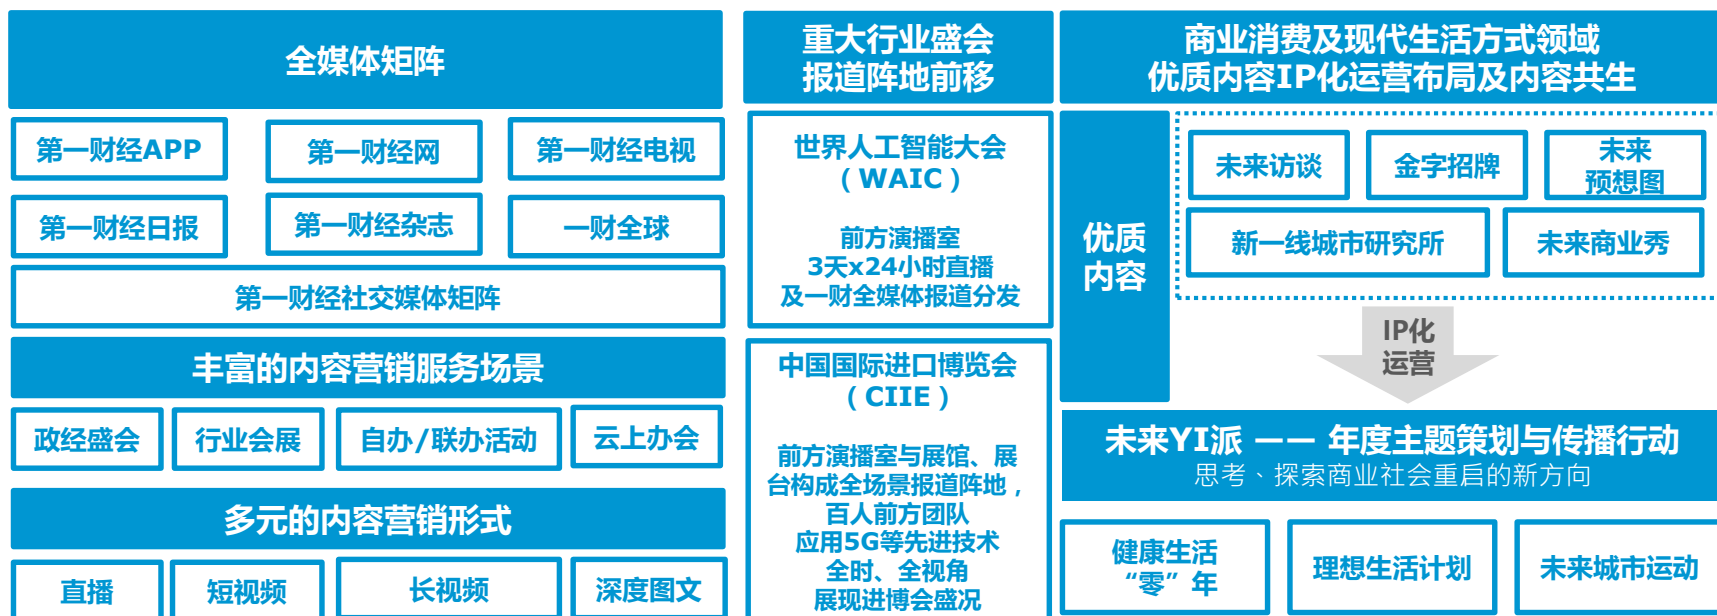 全媒体矩阵
第一财经APP
第一财经网
第一财经电视
第一财经日报
第一财经杂志
一财全球
第一财经社交媒体矩阵
丰富的内容营销服务场景
政经盛会
行业会展
自办/联办活动
云上办会
多元的内容营销形式
直播
短视频
长视频
深度图文
重大行业盛会
报道阵地前移
世界人工智能大会
（WAIC）
前方演播室
3天x24小时直播
及一财全媒体报道分发
中国国际进口博览会
（CIIE）
前方演播室与展馆、展
台构成全场景报道阵地，
百人前方团队
应用5G等先进技术
全时、全视角
展现进博会盛况
商业消费及现代生活方式领域
优质内容IP化运营布局及内容共生
优质
内容
未来访谈
金字招牌
未来
预想图
新一线城市研究所
未来商业秀
IP化
运营
未来YI派 —— 年度主题策划与传播行动
思考、探索商业社会重启的新方向
健康生活
“零”年
理想生活计划
未来城市运动